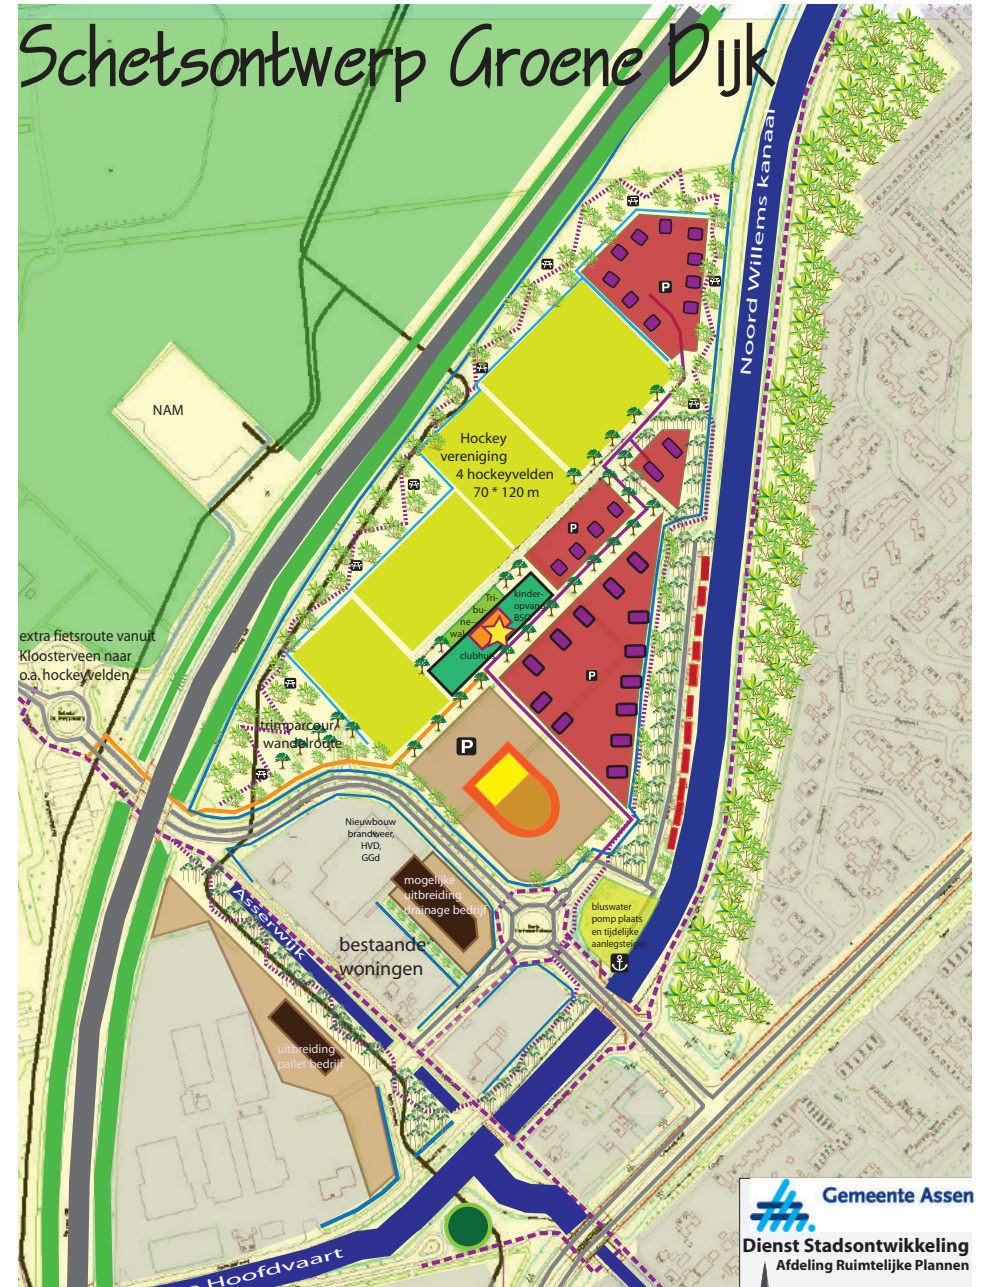 Schetsontwerp Groene Dijk
Noord Willems kanaal
NAM
P
Hockey
vereniging
4 hockeyvelden
70 * 120 m
P
Tri-
bu-
ne-
wal
kinder-
opvang
BSO
clubhuis
P
extra fietsroute vanuit
Kloosterveen naar
o.a. hockeyvelden
trimparcour/
wandelroute
P
Nieuwbouw
brandweer,
HVD,
GGd
mogelijke
uitbreiding
drainage bedrijf
Asserwijk
bestaande
woningen
bluswater
pomp plaats
en tijdelijke
aanlegsteiger
uitbreiding
pallet bedrijf
Hoofdvaart
Gemeente Assen
Dienst Stadsontwikkeling
Afdeling Ruimtelijke Plannen